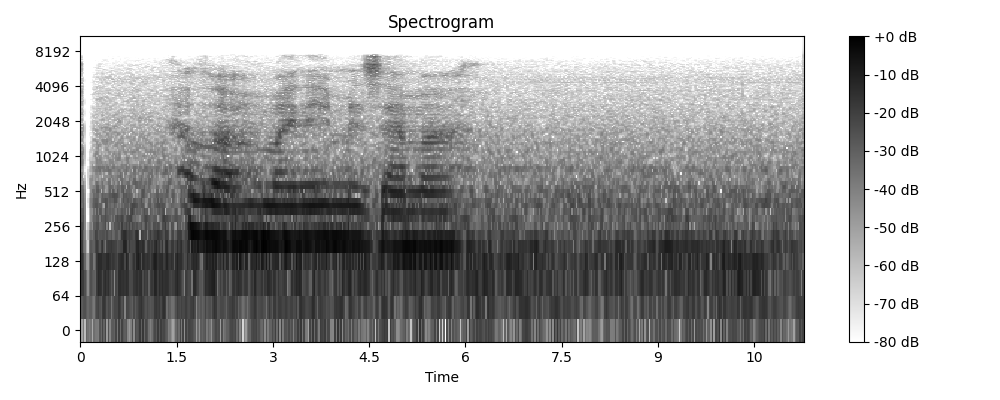 Spectrogram
Hz
8192
4096
2048
1024
512
256
128
64
0
0
1.5
3
4.5
6
7.5
9
10
Time
+0 dB
-10 dB
-20 dB
-30 dB
-40 dB
-50 dB
-60 dB
-70 dB
-80 dB